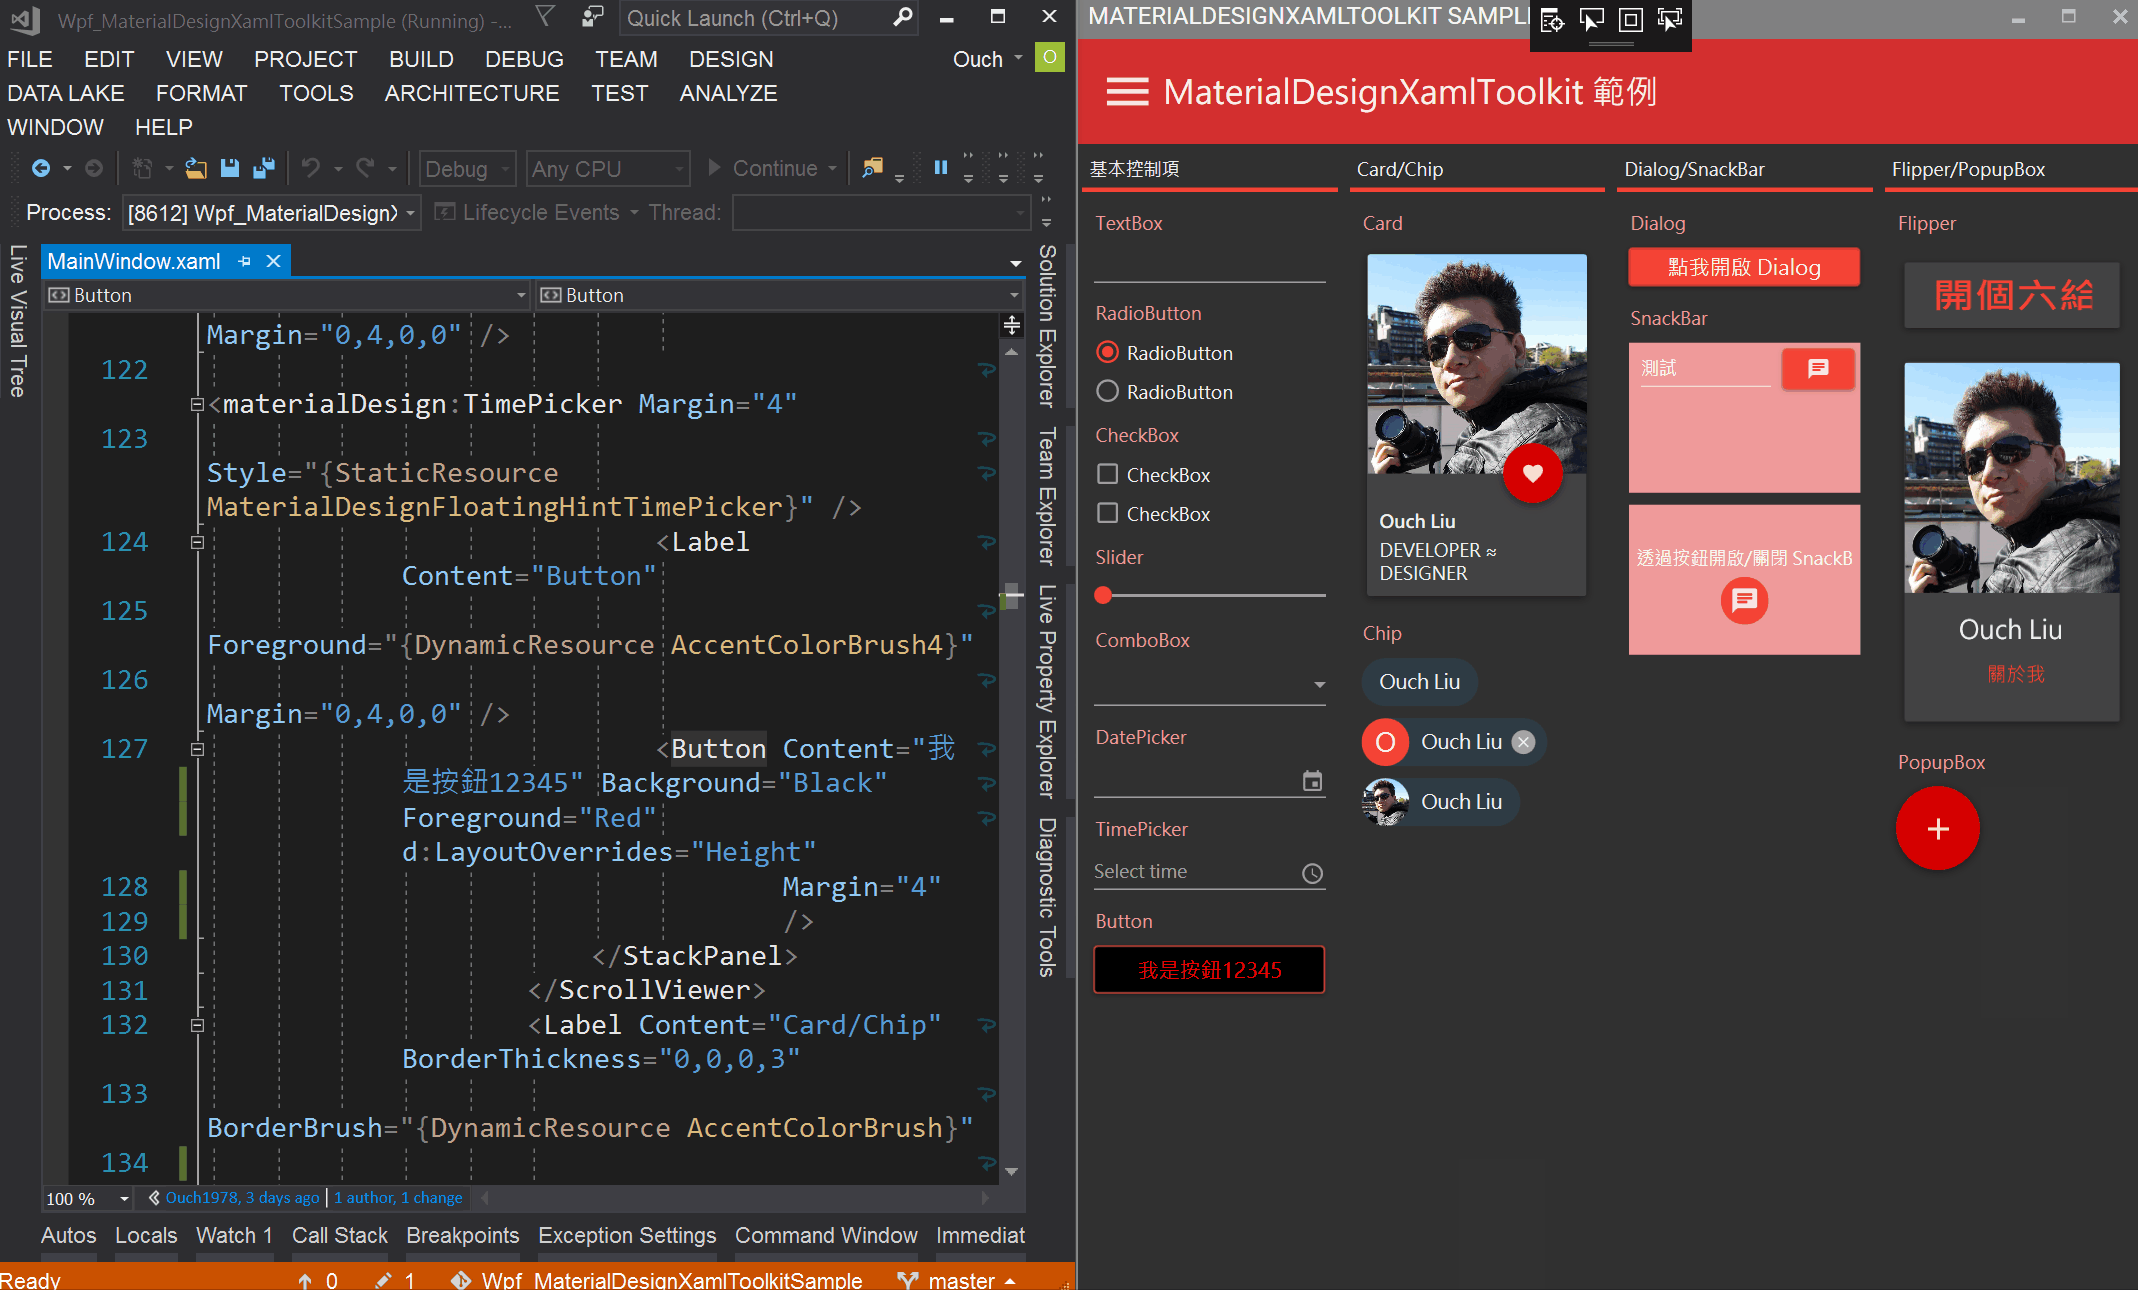 Wpf_MaterialDesignXamlToolkitSample (Running) -...
Quick Launch (Ctrl+Q)
FILE EDIT VIEW PROJECT BUILD DEBUG TEAM DESIGN
Ouch
O
DATA LAKE FORMAT TOOLS ARCHITECTURE TEST ANALYZE
WINDOW HELP
Debug
Any CPU
Continue
Process:
[8612] Wpf_MaterialDesignX
Lifecycle Events
Thread:
Live Visual Tree
MainWindow.xaml
Button
Button
Margin="0,4,0,0" />
122
<materialDesign:TimePicker Margin="4"
123
Style="{StaticResource
MaterialDesignFloatingHintTimePicker}" />
124 <Label
Content="Button"
125
Foreground="{DynamicResource AccentColorBrush4}"
126
Margin="0,4,0,0" />
127 <Button Content="我
是按鈕12345" Background="Black"
Foreground="Red"
d:LayoutOverrides="Height"
128 Margin="4"
129 />
130 </StackPanel>
131 </ScrollViewer>
132 <Label Content="Card/Chip"
BorderThickness="0,0,0,3"
133
BorderBrush="{DynamicResource AccentColorBrush}"
134
Solution Explorer
Team Explorer
Live Property Explorer
Diagnostic Tools
100 %
Ouch1978, 3 days ago | 1 author, 1 change
Autos Locals Watch 1 Call Stack Breakpoints Exception Settings Command Window Immediat
Ready
0
1
Wpf_MaterialDesignXamlToolkitSample
master
MATERIALDESIGNXAMLTOOLKIT SAMPLE
MaterialDesignXamlToolkit 範例
基本控制項
Card/Chip
Dialog/SnackBar
Flipper/PopupBox
TextBox
RadioButton
RadioButton
RadioButton
CheckBox
CheckBox
CheckBox
Slider
ComboBox
DatePicker
TimePicker
Select time
Button
我是按鈕12345
Card
Ouch Liu
DEVELOPER ≈
DESIGNER
Chip
Ouch Liu
O
Ouch Liu
Ouch Liu
Dialog
點我開啟 Dialog
SnackBar
測試
透過按鈕開啟/關閉 SnackB
Flipper
開個六給
Ouch Liu
關於我
PopupBox